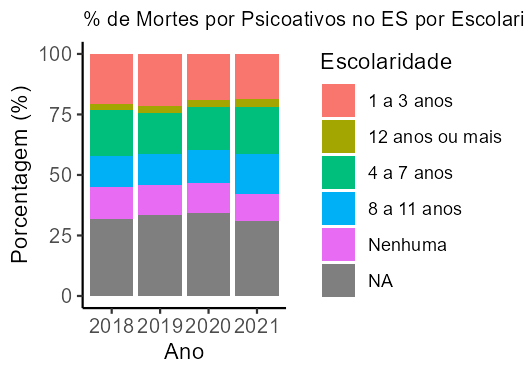 % de Mortes por Psicoativos no ES por Escolari
100
75
50
25
0
Porcentagem (%)
2018 2019 2020 2021
Ano
Escolaridade
1 a 3 anos
12 anos ou mais
4 a 7 anos
8 a 11 anos
Nenhuma
NA